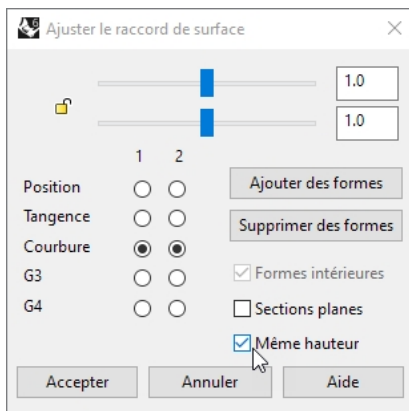 Ajuster le raccord de surface
1.0
1.0
1 2
Position
Tangence
Courbure
G3
G4
Ajouter des formes
Supprimer des formes
Formes intérieures
Sections planes
Même hauteur
Accepter Annuler Aide